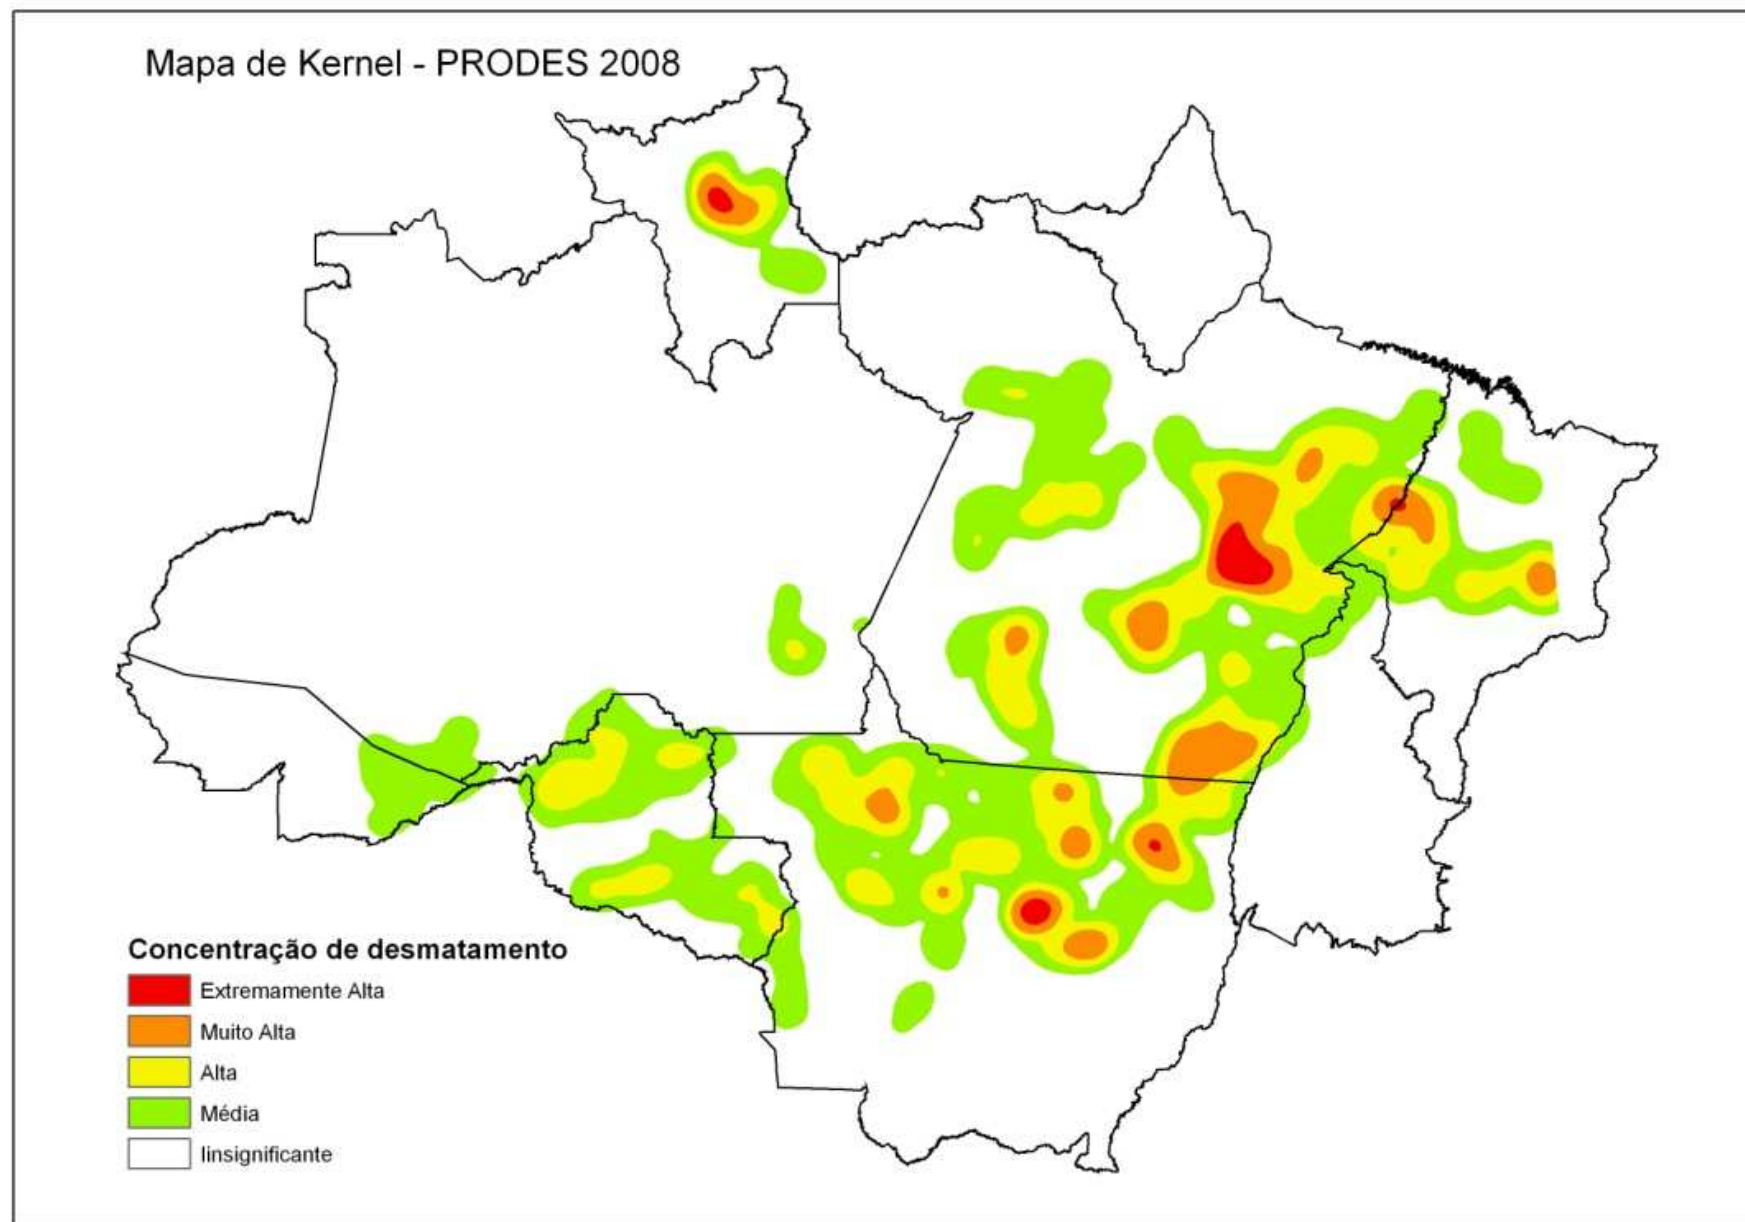 Mapa de Kernel - PRODES 2008
Concentração de desmatamento
Extremamente Alta
Muito Alta
Alta
Média
Iinsignificante